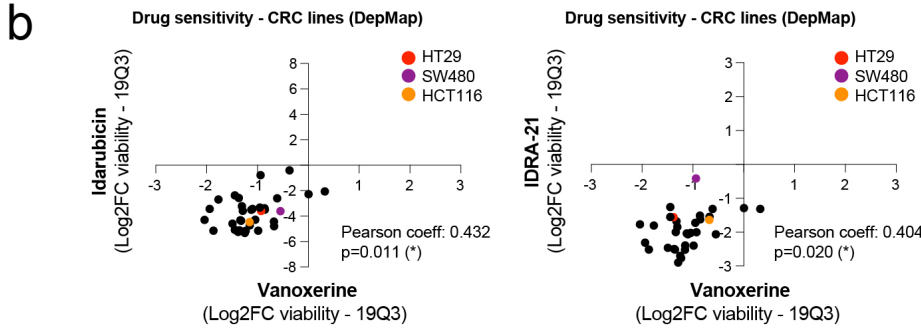 b
Drug sensitivity - CRC lines (DepMap)
Idarubicin
(Log2FC viability - 19Q3)
8
6
4
2
-2
-4
-6
-8
-3
-2
-1
1
2
3
HT29
SW480
HCT116
Pearson coeff: 0.432
p=0.011 (*)
Vanoxerine
(Log2FC viability - 19Q3)
Drug sensitivity - CRC lines (DepMap)
IDRA-21
(Log2FC viability - 19Q3)
3
2
1
-1
-2
-3
-3
-2
-1
1
2
3
HT29
SW480
HCT116
Pearson coeff: 0.404
p=0.020 (*)
Vanoxerine
(Log2FC viability - 19Q3)